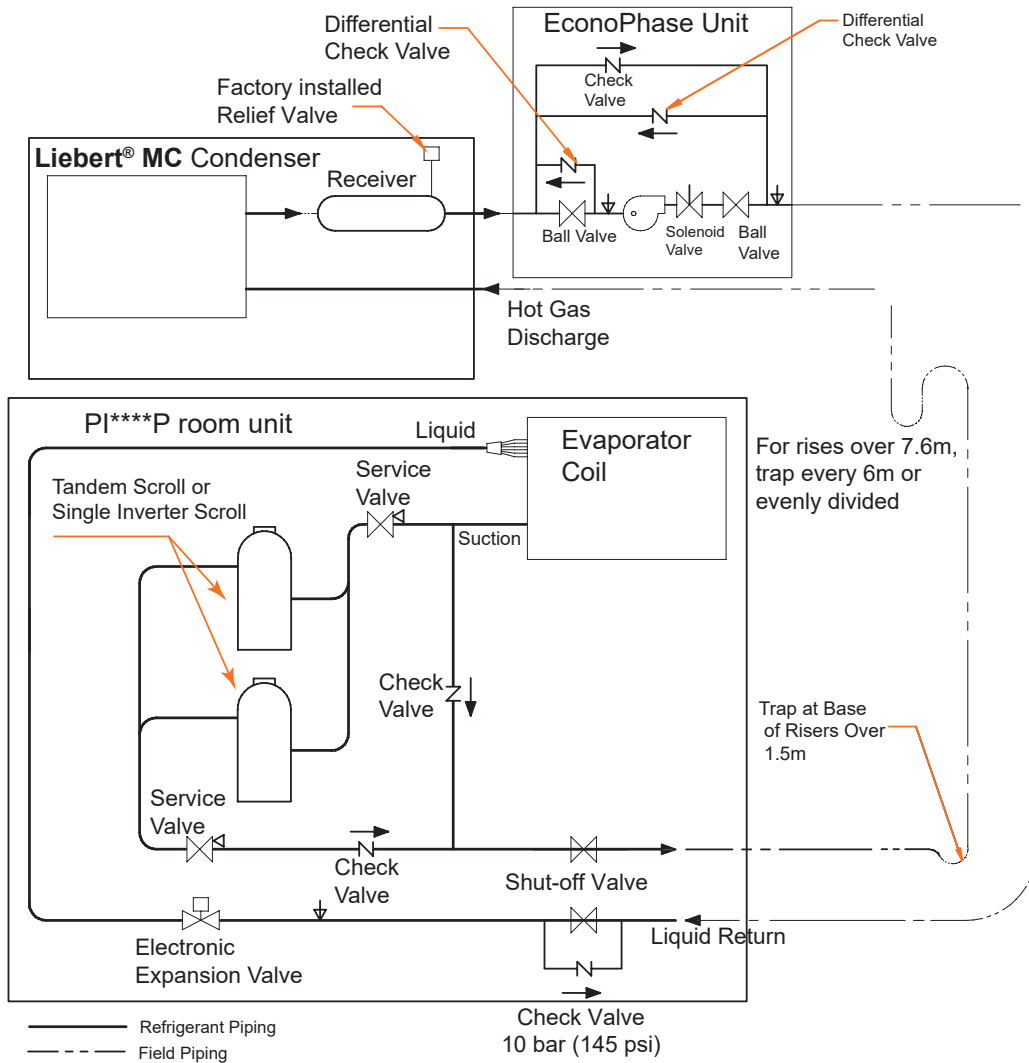 Differential
Check Valve
EconoPhase Unit
Differential
Check Valve
Factory installed
Relief Valve
Check
Valve
Liebert® MC Condenser
Receiver
Ball Valve
Solenoid
Valve
Ball
Valve
Hot Gas
Discharge
PI****P room unit
Liquid
Evaporator
Coil
For rises over 7.6m,
trap every 6m or
evenly divided
Service
Valve
Tandem Scroll or
Single Inverter Scroll
Suction
Check
Valve
Trap at Base
of Risers Over
1.5m
Service
Valve
Check
Valve
Shut-off Valve
Liquid Return
Electronic
Expansion Valve
Check Valve
10 bar (145 psi)
Refrigerant Piping
Field Piping